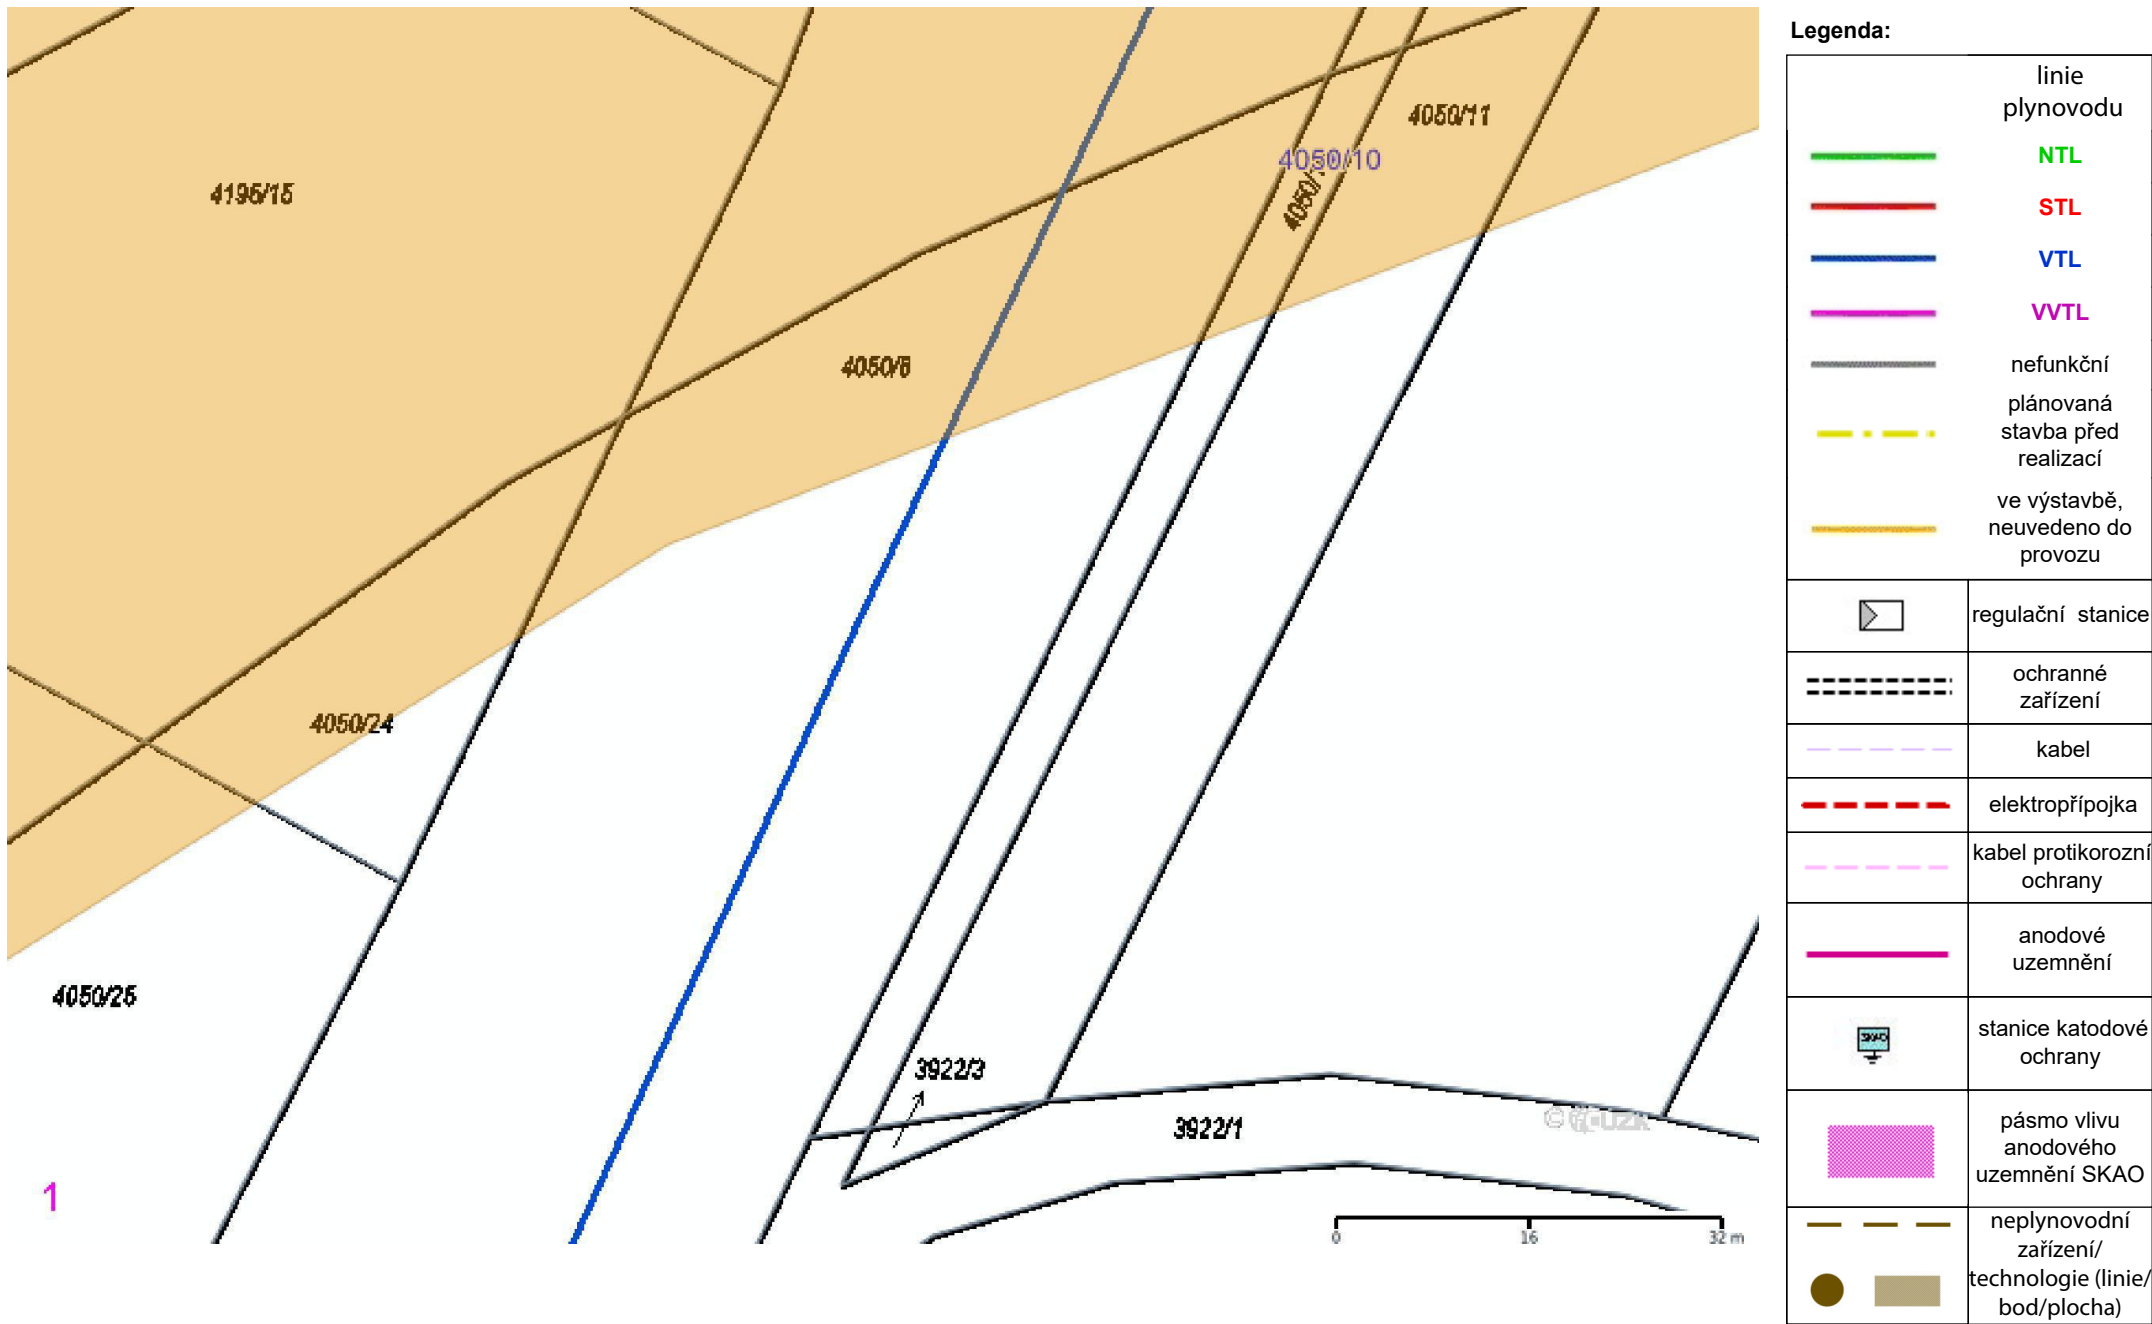 4195/15
4050/11
4050/10
4050/1
4050/8
4050/24
4050/25
3922/3
3922/1
1
0 16 32 m
Legenda:
linie
plynovodu
NTL
STL
VTL
VVTL
nefunkční
plánovaná
stavba před
realizací
ve výstavbě,
neuvedeno do
provozu
regulační stanice
ochranné
zařízení
kabel
elektropřípojka
kabel protikorozní
ochrany
anodové
uzemnění
SKAO
stanice katodové
ochrany
pásmo vlivu
anodového
uzemnění SKAO
neplynovodní
zařízení/
technologie (linie/
bod/plocha)